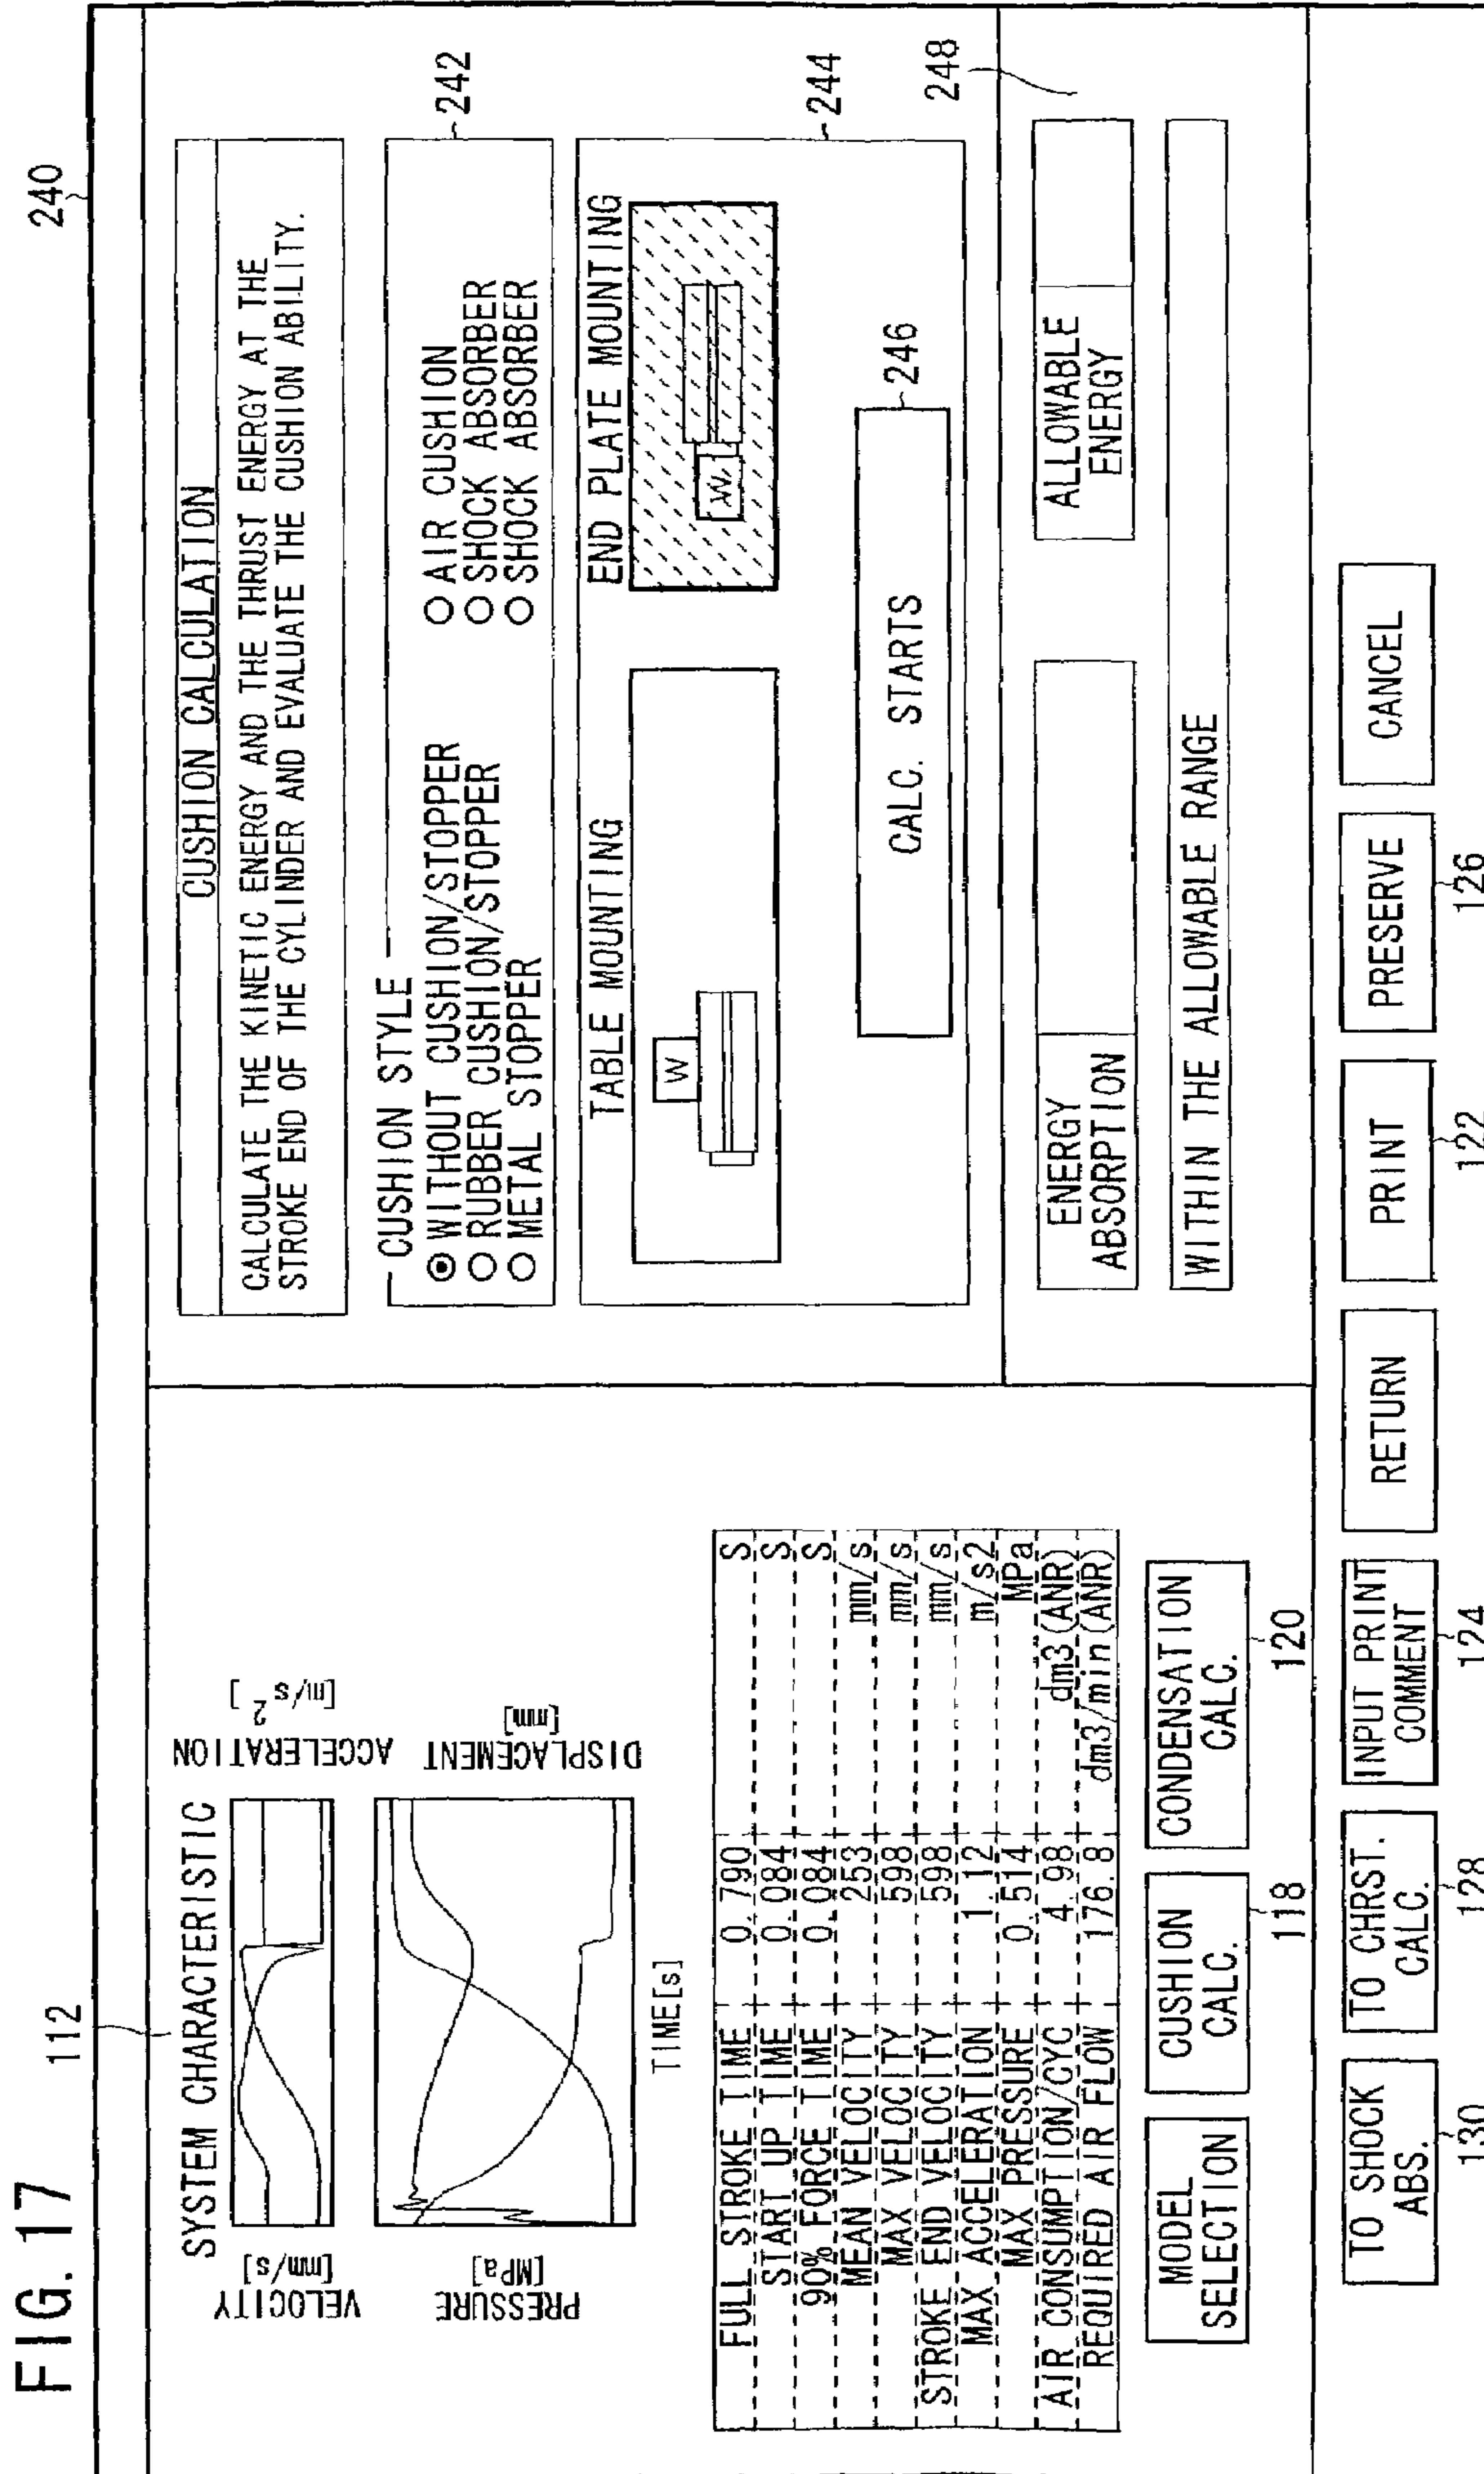 FIG. 17
240
112
SYSTEM CHARACTERISTIC
VELOCITY
[mm/s]
ACCELERATION
[m/s2]
PRESSURE
[MPa]
DISPLACEMENT
[mm]
TIME[s]
FULL STROKE TIME 0.790 S
START UP TIME 0.084 S
90% FORCE TIME 0.084 S
MEAN VELOCITY 253 mm/s
MAX VELOCITY 598 mm/s
STROKE END VELOCITY 598 mm/s
MAX ACCELERATION 1.12 m/s2
MAX PRESSURE 0.514 MPa
AIR CONSUMPTION/CYC 4.98 dm3(ANR)
REQUIRED AIR FLOW 176.8 dm3/min(ANR)
MODEL
SELECTION
CUSHION
CALC.
118
CONDENSATION
CALC.
120
CUSHION CALCULATION
CALCULATE THE KINETIC ENERGY AND THE THRUST ENERGY AT THE
STROKE END OF THE CYLINDER AND EVALUATE THE CUSHION ABILITY.
CUSHION STYLE
242
WITHOUT CUSHION/STOPPER AIR CUSHION
RUBBER CUSHION/STOPPER SHOCK ABSORBER
METAL STOPPER SHOCK ABSORBER
TABLE MOUNTING END PLATE MOUNTING
244
W
W
CALC. STARTS
246
248
ENERGY
ABSORPTION
ALLOWABLE
ENERGY
WITHIN THE ALLOWABLE RANGE
TO SHOCK
ABS.
130
TO CHRST.
CALC.
128
INPUT PRINT
COMMENT
124
RETURN
PRINT
122
PRESERVE
126
CANCEL